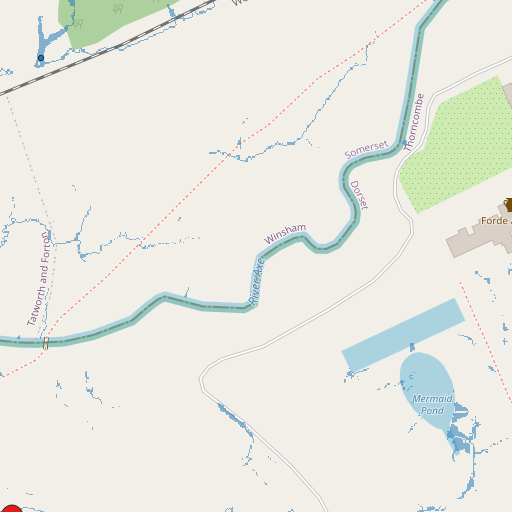 Thorncombe
Somerset
Dorset
Forde
Winsham
Tatworth and Forton
River Axe
Mermaid
Pond